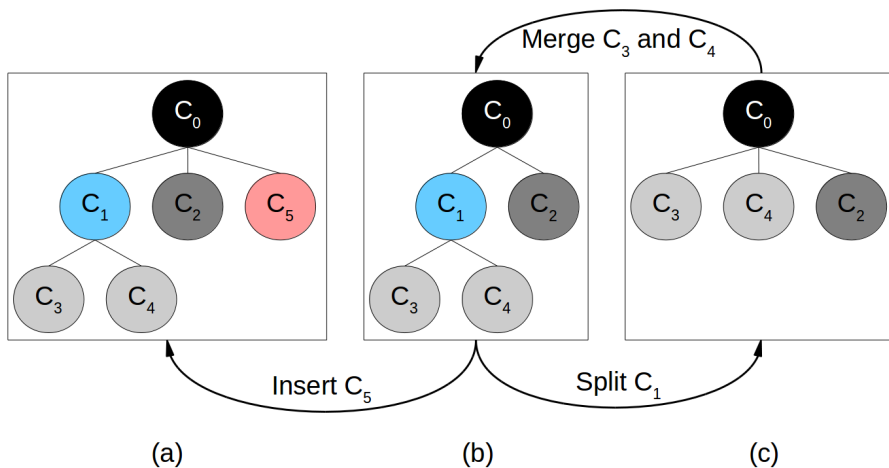 Merge C₃ and C₄
C₀
C₀
C₀
C₁ C₂ C₅
C₁ C₂
C₃ C₄ C₂
C₃ C₄
C₃ C₄
Insert C₅
Split C₁
(a) (b) (c)